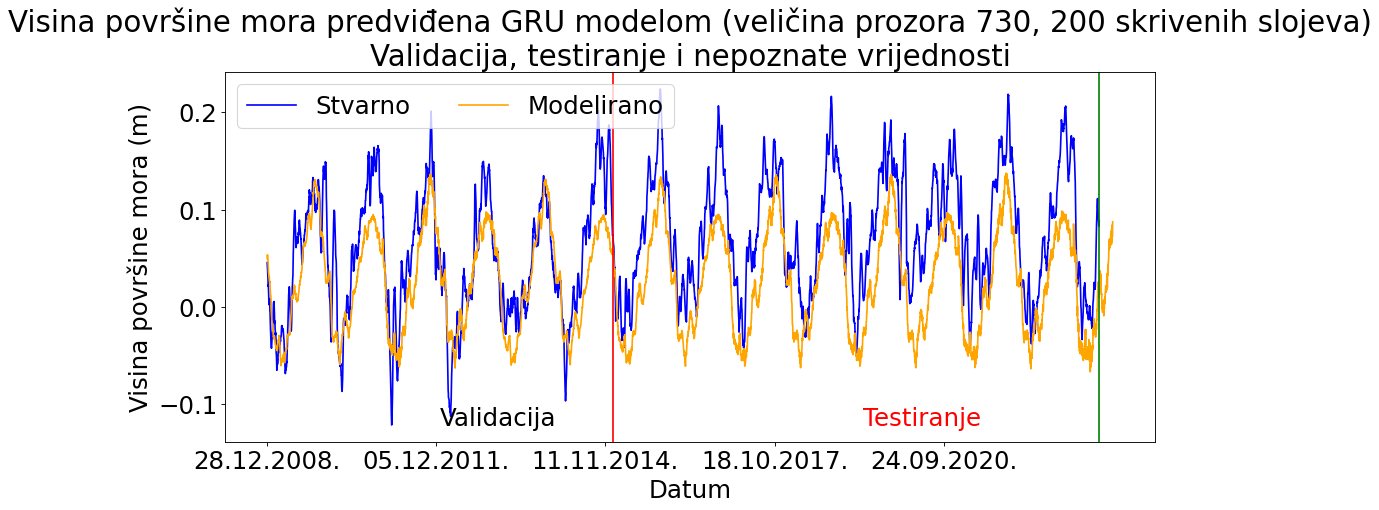 Visina površine mora predviđena GRU modelom (veličina prozora 730, 200 skrivenih slojeva)
Validacija, testiranje i nepoznate vrijednosti
Stvarno Modelirano
Visina površine mora (m)
0.2
0.1
0.0
−0.1
Validacija Testiranje
28.12.2008. 05.12.2011. 11.11.2014. 18.10.2017. 24.09.2020.
Datum